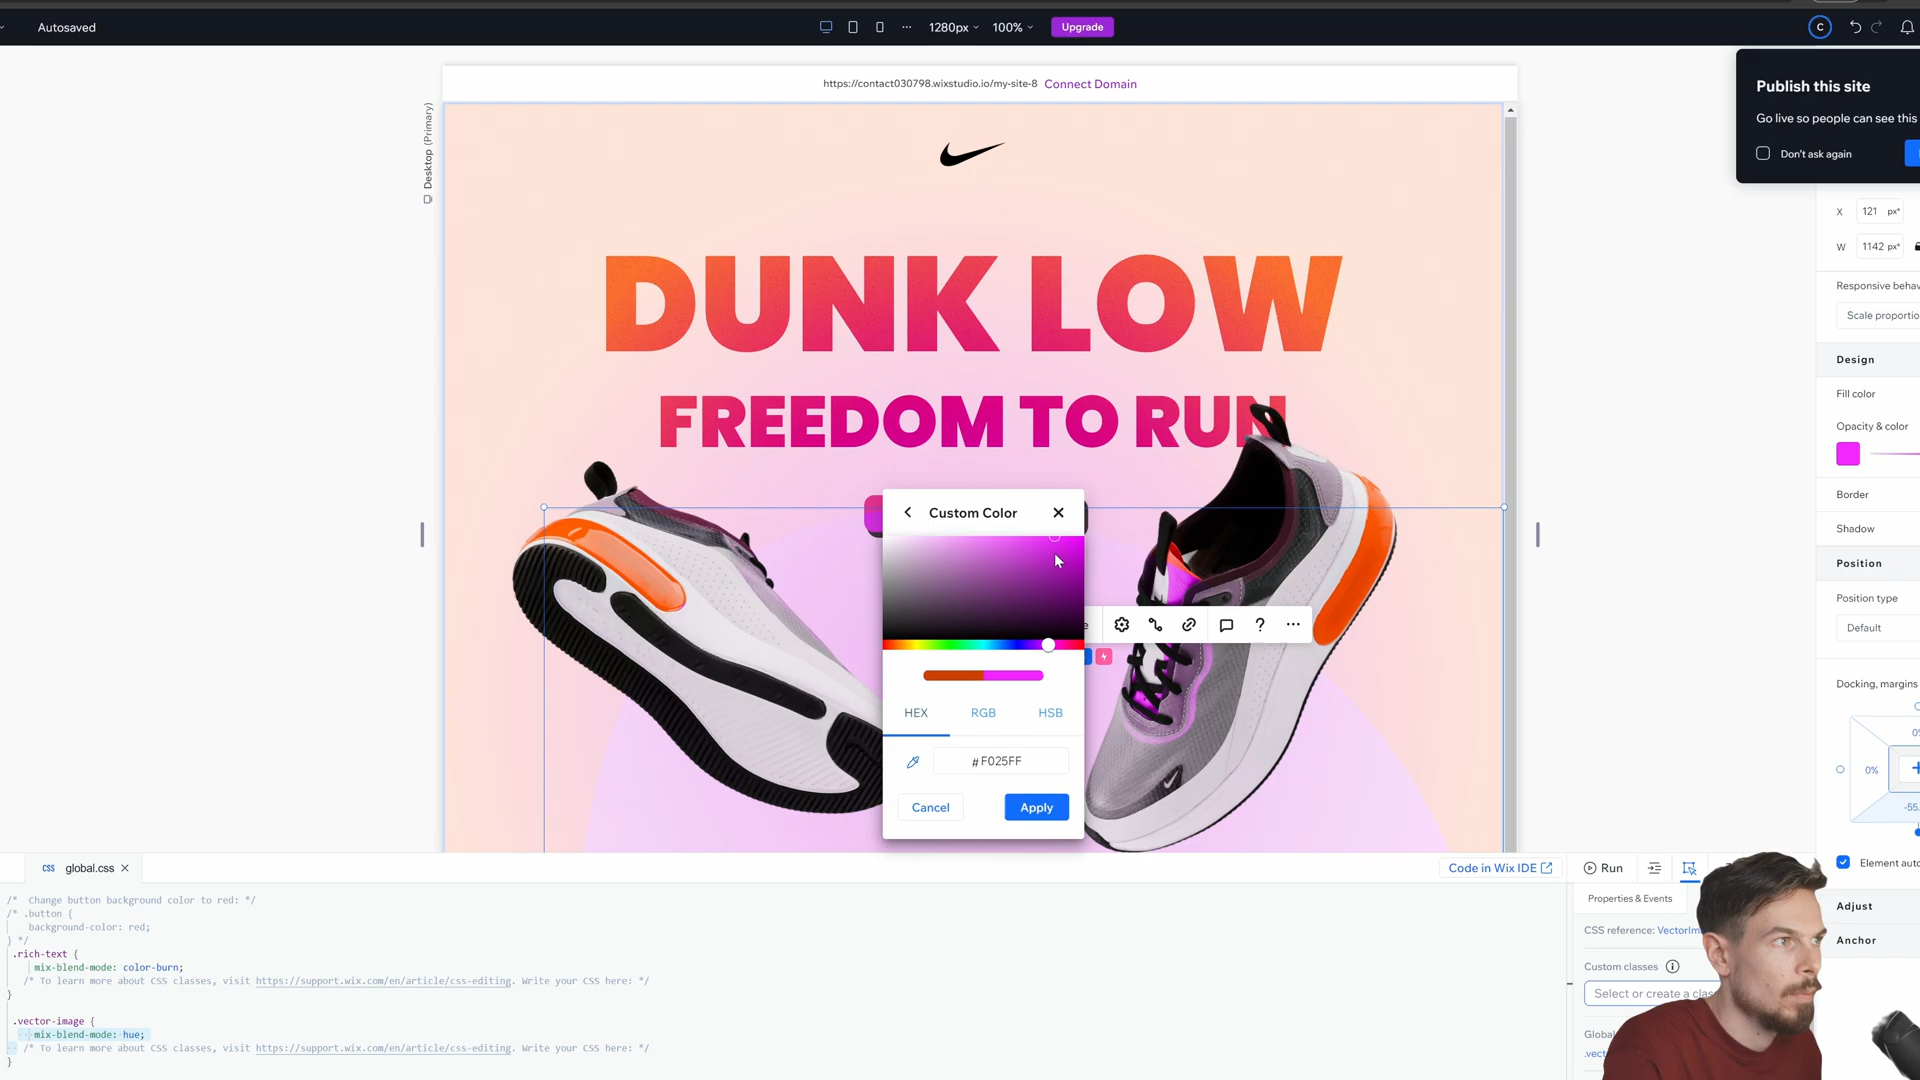 Autosaved
1280px
100%
Upgrade
C
https://contact030798.wixstudio.io/my-site-8 Connect Domain
Publish this site
Go live so people can see this
Don't ask again
Desktop (Primary)
DUNK LOW
FREEDOM TO RUN
X 121 px*
W 1142 px*
Responsive behav
Scale proportio
Design
Fill color
Opacity & color
Border
Shadow
Position
Position type
Default
Docking, margins
0%
0%
-55.
Element auto
Adjust
Anchor
Custom Color
HEX RGB HSB
# F025FF
Cancel Apply
CSS global.css
Code in Wix IDE
Run
/* Change button background color to red: */
/* .button {
background-color: red;
} */
.rich-text {
mix-blend-mode: color-burn;
/* To learn more about CSS classes, visit https://support.wix.com/en/article/css-editing. Write your CSS here: */
}
.vector-image {
mix-blend-mode: hue;
/* To learn more about CSS classes, visit https://support.wix.com/en/article/css-editing. Write your CSS here: */
}
Properties & Events
CSS reference: VectorIm
Custom classes
Select or create a clas
Global
.vect